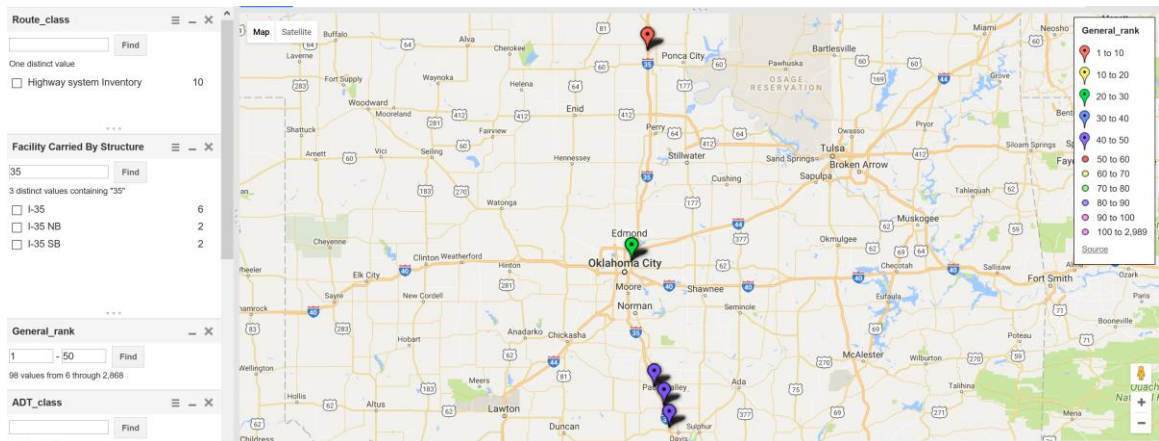 Route_class
Find
One distinct value
Highway system Inventory 10
Facility Carried By Structure
35 Find
3 distinct values containing "35"
I-35 6
I-35 NB 2
I-35 SB 2
General_rank
1 - 50 Find
98 values from 6 through 2,868
ADT_class
Find
Map Satellite
General_rank
1 to 10
10 to 20
20 to 30
30 to 40
40 to 50
50 to 60
60 to 70
70 to 80
80 to 90
90 to 100
100 to 2,989
Source
Buffalo
Laverne
Alva
Cherokee
Ponca City
Pawhuska
Bartlesville
OSAGE
RESERVATION
Miami
Neosho
Grove
Fort Supply
Waynoka
Helena
Enid
Woodward
Mooreland
Fairview
Perry
Stillwater
Pryor
Owasso
Tulsa
Broken Arrow
Sand Springs
Sapulpa
Siloam Springs
Shattuck
Arnett
Vici
Seiling
Hennessey
Cushing
Tahlequah
Watonga
Muskogee
Edmond
Cheyenne
Oklahoma City
Okmulgee
Clinton
Weatherford
Hinton
Moore
Shawnee
Checotah
Sallisaw
Fort Smith
Elk City
Sayre
New Cordell
Norman
Seminole
Eufaula
Paris
Hobart
Anadarko
Chickasha
Booneville
Poteau
McAlester
Wilburton
Wellington
Meers
Ada
Talihina
Hollis
Altus
Lawton
Duncan
Sulphur
Davis
Mena
Childress